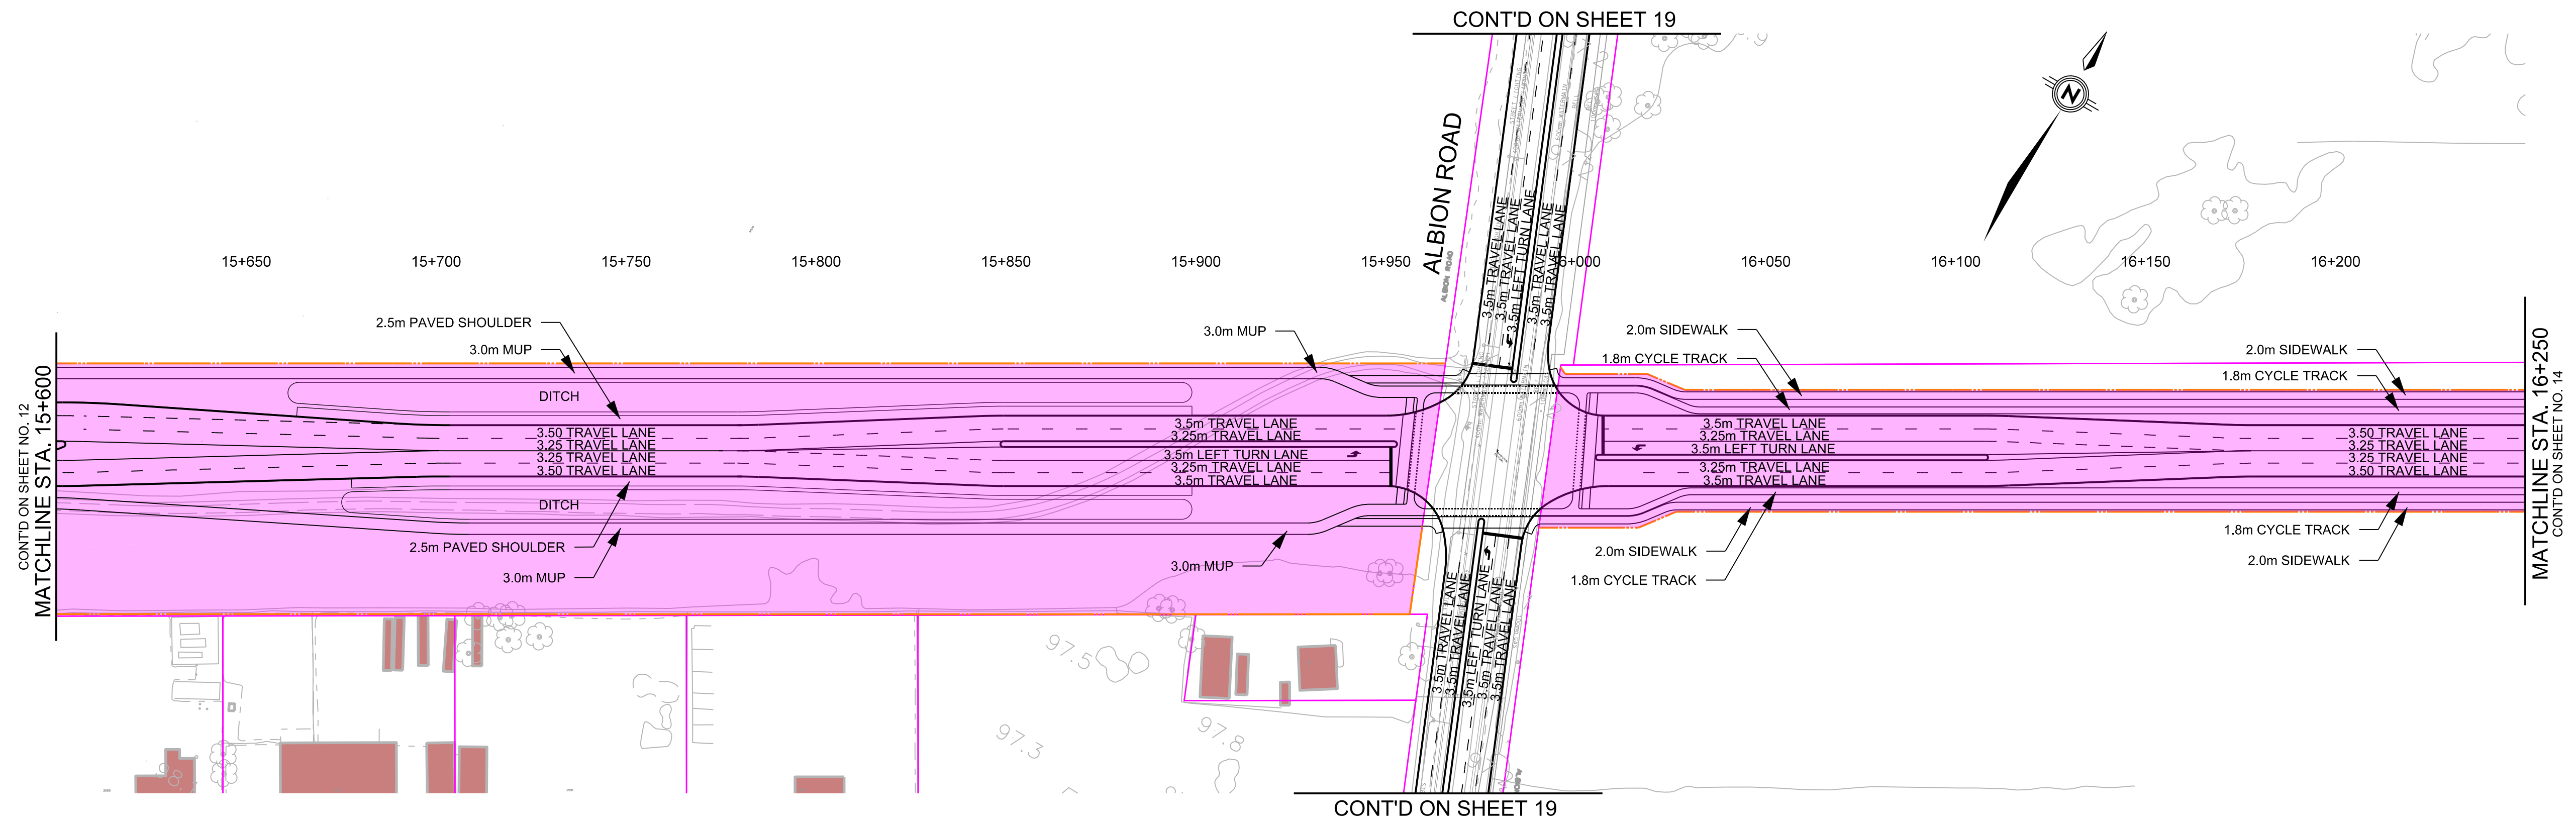 CONT'D ON SHEET 19
N
ALBION ROAD
ALBION ROAD
15+650
15+700
15+750
15+800
15+850
15+900
15+950
16+000
16+050
16+100
16+150
16+200
3.5m TRAVEL LANE
3.5m TRAVEL LANE
3.5m LEFT TURN LANE
3.5m TRAVEL LANE
3.5m TRAVEL LANE
CONT'D ON SHEET NO. 12
MATCHLINE STA. 15+600
2.5m PAVED SHOULDER
3.0m MUP
DITCH
3.50 TRAVEL LANE
3.25 TRAVEL LANE
3.25 TRAVEL LANE
3.50 TRAVEL LANE
DITCH
2.5m PAVED SHOULDER
3.0m MUP
3.0m MUP
3.5m TRAVEL LANE
3.25m TRAVEL LANE
3.5m LEFT TURN LANE
3.25m TRAVEL LANE
3.5m TRAVEL LANE
3.0m MUP
2.0m SIDEWALK
1.8m CYCLE TRACK
3.5m TRAVEL LANE
3.25m TRAVEL LANE
3.5m LEFT TURN LANE
3.25m TRAVEL LANE
3.5m TRAVEL LANE
2.0m SIDEWALK
1.8m CYCLE TRACK
2.0m SIDEWALK
1.8m CYCLE TRACK
3.50 TRAVEL LANE
3.25 TRAVEL LANE
3.25 TRAVEL LANE
3.50 TRAVEL LANE
1.8m CYCLE TRACK
2.0m SIDEWALK
MATCHLINE STA. 16+250
CONT'D ON SHEET NO. 14
3.5m TRAVEL LANE
3.5m TRAVEL LANE
3.5m LEFT TURN LANE
3.5m TRAVEL LANE
3.5m TRAVEL LANE
97.5
97.3
97.8
CONT'D ON SHEET 19